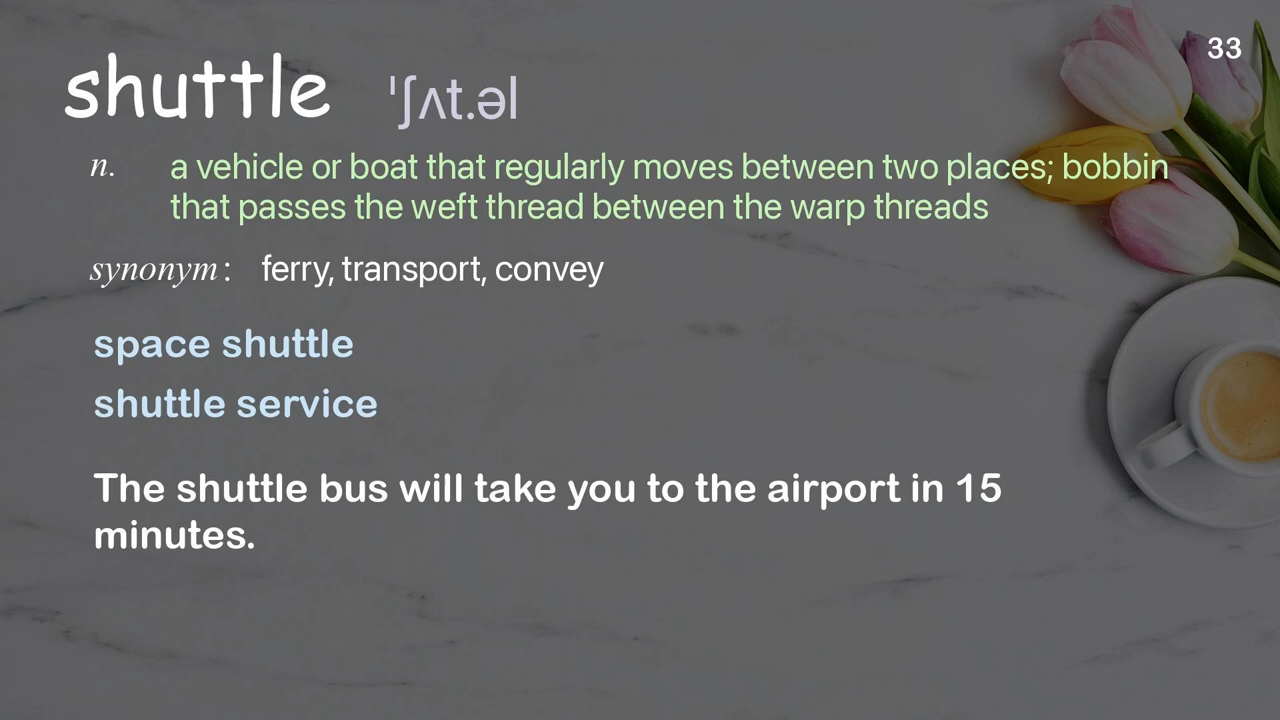 33
shuttle ˈʃʌt.əl
n. a vehicle or boat that regularly moves between two places; bobbin
that passes the weft thread between the warp threads
synonym: ferry, transport, convey
space shuttle
shuttle service
The shuttle bus will take you to the airport in 15
minutes.